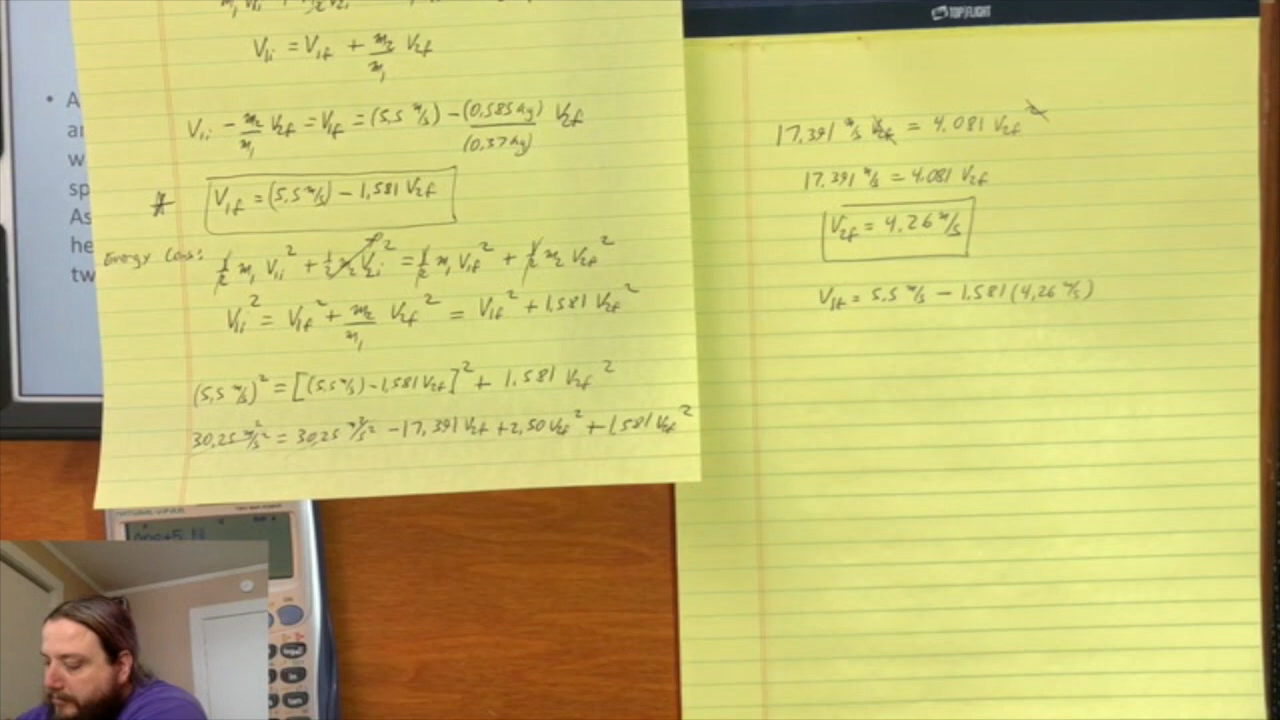 V1i = V1f + m2/m1 V2f
V1i − m2/m1 V2f = V1f = (5.5 m/s) − (0.585 kg)/(0.37 kg) V2f
* V1f = (5.5 m/s) − 1.581 V2f
Energy Cons:
½ m1 V1i² + ½ m2 V2i² = ½ m1 V1f² + ½ m2 V2f²
V1i² = V1f² + m2/m1 V2f² = V1f² + 1.581 V2f²
(5.5 m/s)² = [(5.5 m/s) − 1.581 V2f]² + 1.581 V2f²
30.25 m²/s² = 30.25 m²/s² − 17.391 V2f + 2.50 V2f² + 1.581 V2f²
TOP FLIGHT
17.391 m/s V2f = 4.081 V2f²
17.391 m/s = 4.081 V2f
V2f = 4.26 m/s
V1f = 5.5 m/s − 1.581 (4.26 m/s)
• A
w
sp
As
he
tw